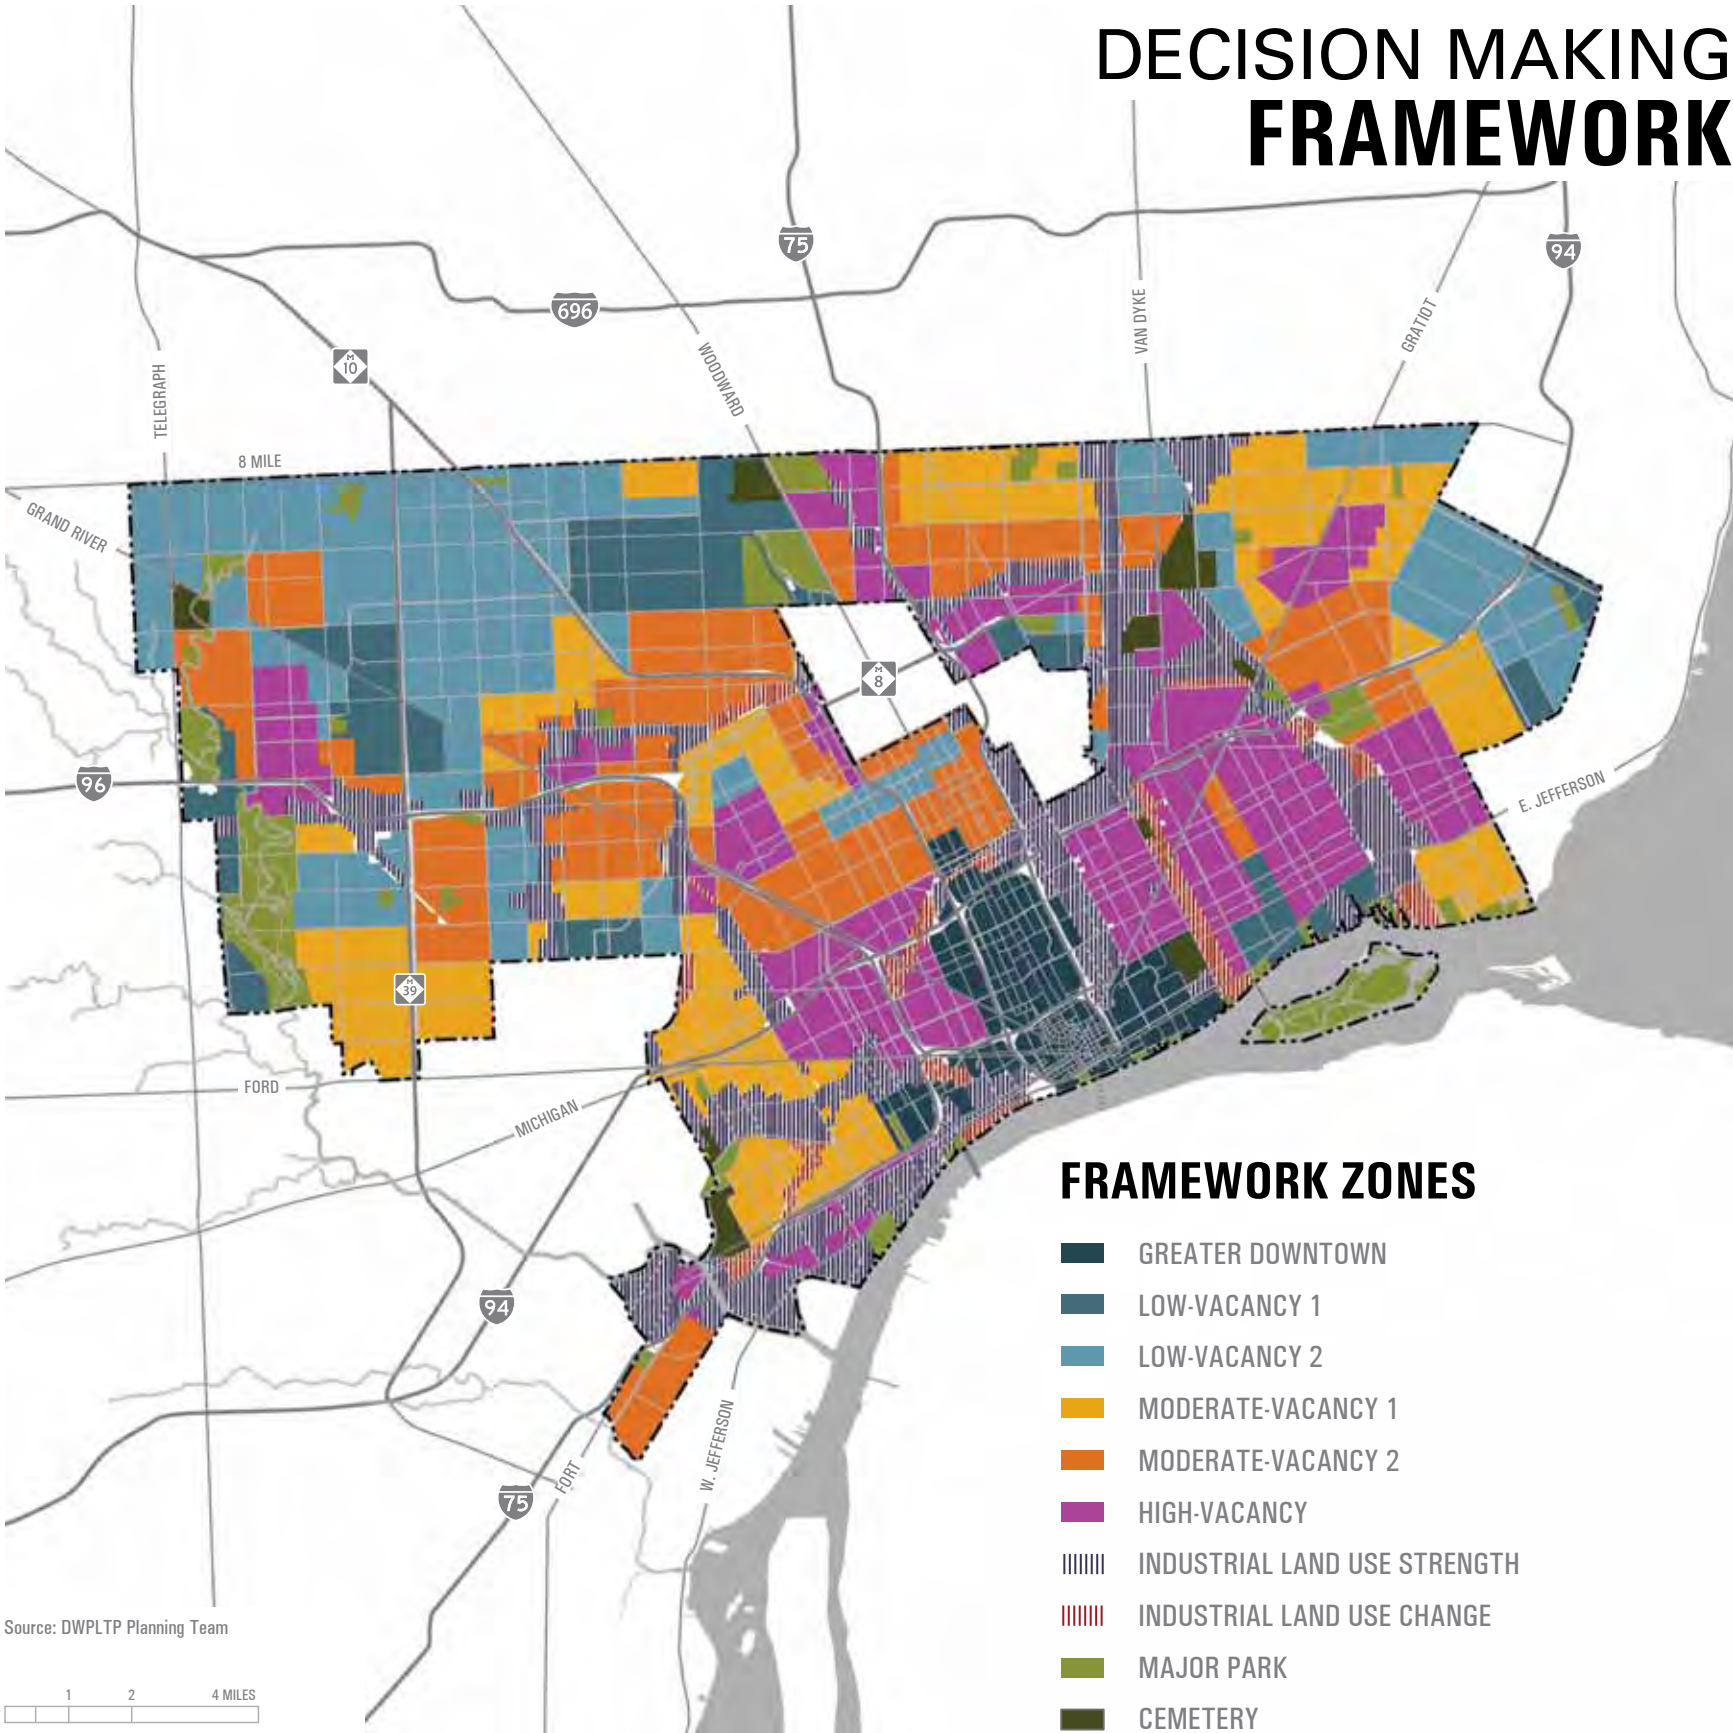 DECISION MAKING
FRAMEWORK
75
94
696
VAN DYKE
GRATIOT
WOODWARD
M
10
TELEGRAPH
8 MILE
GRAND RIVER
M
8
96
E. JEFFERSON
M
39
FORD
MICHIGAN
94
W. JEFFERSON
FORT
75
FRAMEWORK ZONES
GREATER DOWNTOWN
LOW-VACANCY 1
LOW-VACANCY 2
MODERATE-VACANCY 1
MODERATE-VACANCY 2
HIGH-VACANCY
INDUSTRIAL LAND USE STRENGTH
INDUSTRIAL LAND USE CHANGE
MAJOR PARK
CEMETERY
Source: DWPLTP Planning Team
1 2 4 MILES